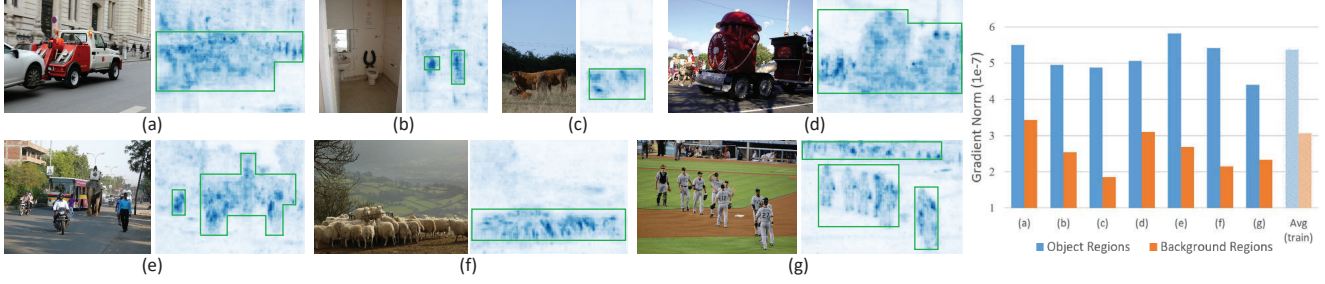 (a)
(b)
(c)
(d)
(e)
(f)
(g)
Gradient Norm (1e-7)
6
5
4
3
2
1
(a) (b) (c) (d) (e) (f) (g) Avg
(train)
Object Regions Background Regions